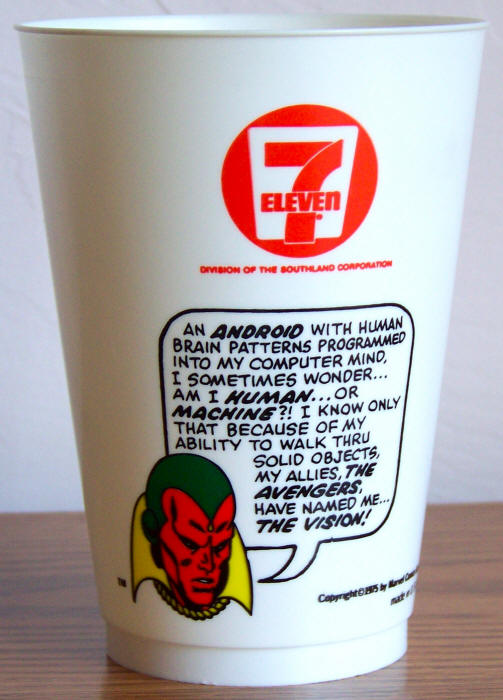 7
ELEVEn
®
DIVISION OF THE SOUTHLAND CORPORATION
AN ANDROID WITH HUMAN
BRAIN PATTERNS PROGRAMMED
INTO MY COMPUTER MIND,
I SOMETIMES WONDER...
AM I HUMAN...OR
MACHINE?! I KNOW ONLY
THAT BECAUSE OF MY
ABILITY TO WALK THRU
SOLID OBJECTS,
MY ALLIES, THE
AVENGERS,
HAVE NAMED ME...
THE VISION!
TM
Copyright © 1975 by Marvel
made